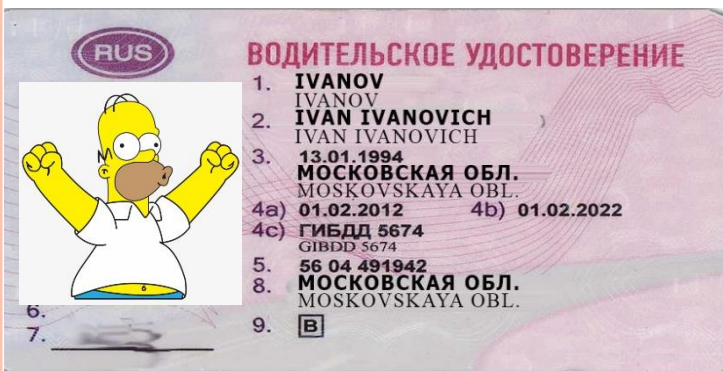 RUS
ВОДИТЕЛЬСКОЕ УДОСТОВЕРЕНИЕ
1. IVANOV
IVANOV
2. IVAN IVANOVICH
IVAN IVANOVICH
3. 13.01.1994
МОСКОВСКАЯ ОБЛ.
MOSKOVSKAYA OBL.
4a) 01.02.2012 4b) 01.02.2022
4c) ГИБДД 5674
GIBDD 5674
5. 56 04 491942
8. МОСКОВСКАЯ ОБЛ.
MOSKOVSKAYA OBL.
6.
7.
9. B